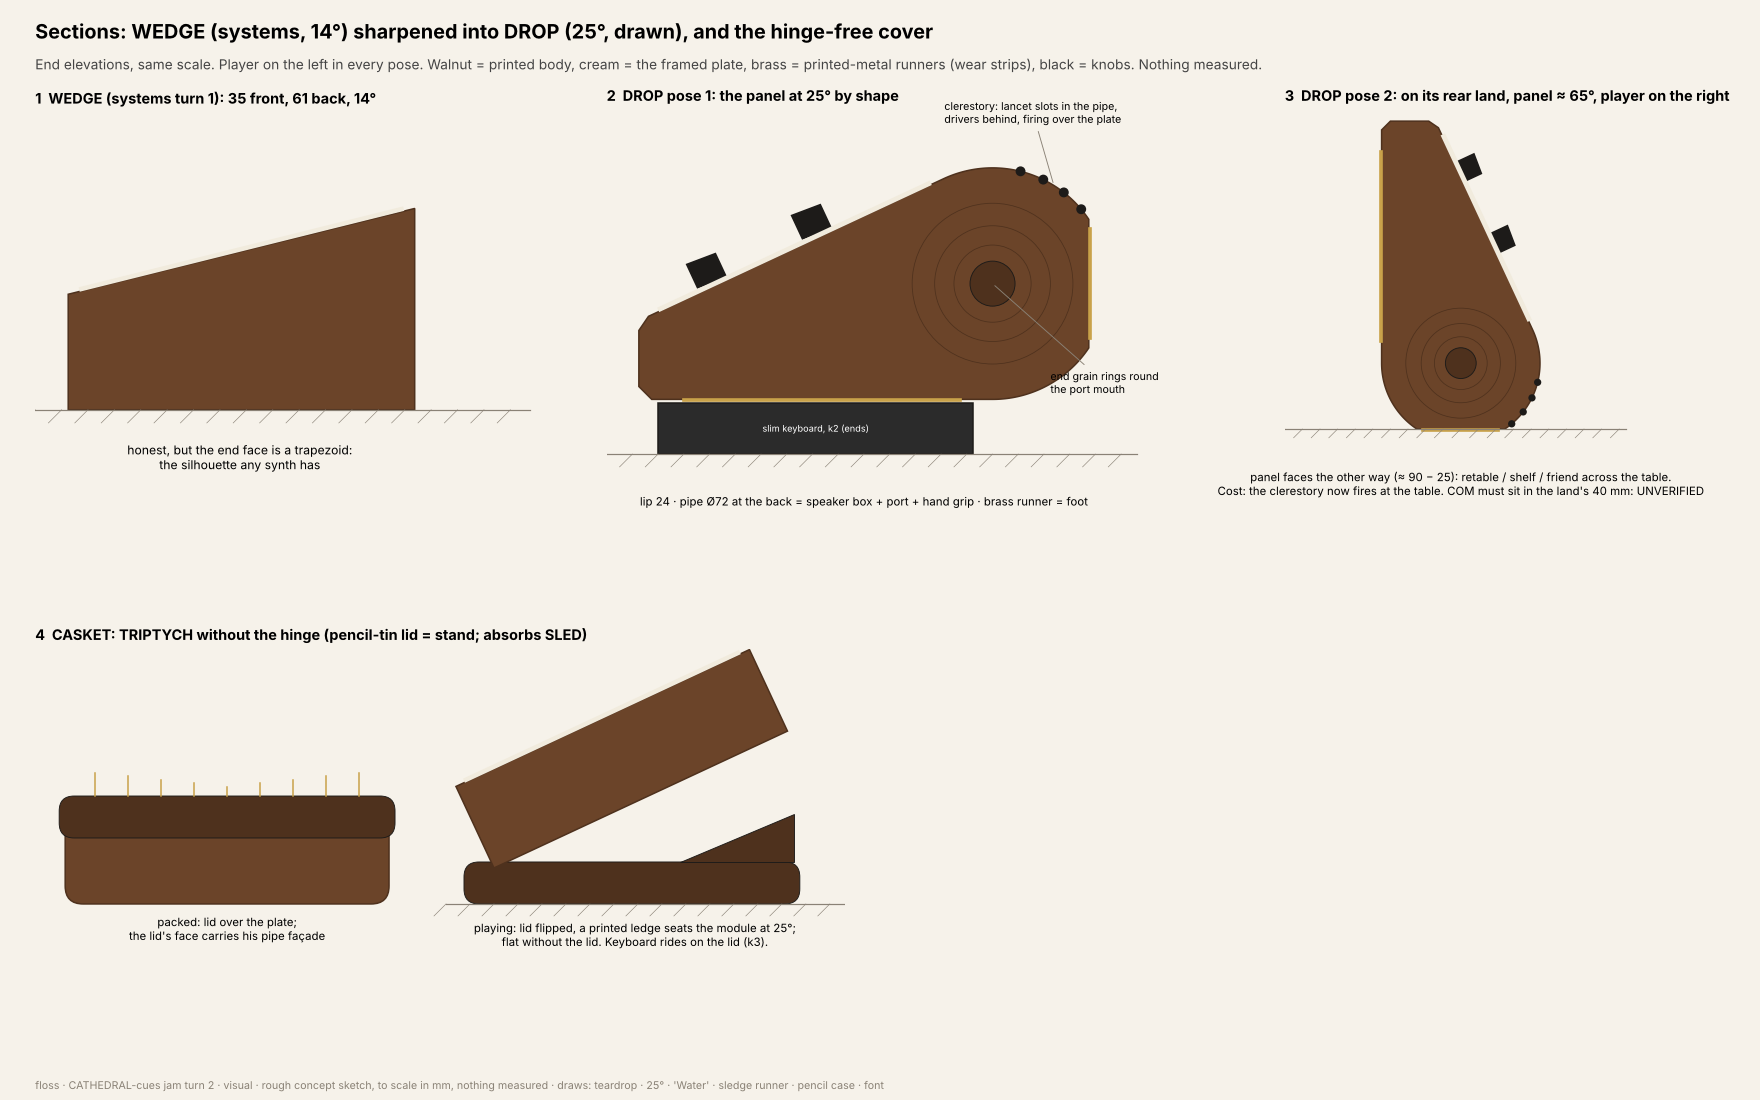 Sections: WEDGE (systems, 14°) sharpened into DROP (25°, drawn), and the hinge-free cover
End elevations, same scale. Player on the left in every pose. Walnut = printed body, cream = the framed plate, brass = printed-metal runners (wear strips), black = knobs. Nothing measured.
1 WEDGE (systems turn 1): 35 front, 61 back, 14°
honest, but the end face is a trapezoid:
the silhouette any synth has
2 DROP pose 1: the panel at 25° by shape
clerestory: lancet slots in the pipe,
drivers behind, firing over the plate
end grain rings round
the port mouth
slim keyboard, k2 (ends)
lip 24 · pipe Ø72 at the back = speaker box + port + hand grip · brass runner = foot
3 DROP pose 2: on its rear land, panel ≈ 65°, player on the right
panel faces the other way (≈ 90 − 25): retable / shelf / friend across the table.
Cost: the clerestory now fires at the table. COM must sit in the land's 40 mm: UNVERIFIED
4 CASKET: TRIPTYCH without the hinge (pencil-tin lid = stand; absorbs SLED)
packed: lid over the plate;
the lid's face carries his pipe façade
playing: lid flipped, a printed ledge seats the module at 25°;
flat without the lid. Keyboard rides on the lid (k3).
floss · CATHEDRAL-cues jam turn 2 · visual · rough concept sketch, to scale in mm, nothing measured · draws: teardrop · 25° · 'Water' · sledge runner · pencil case · font